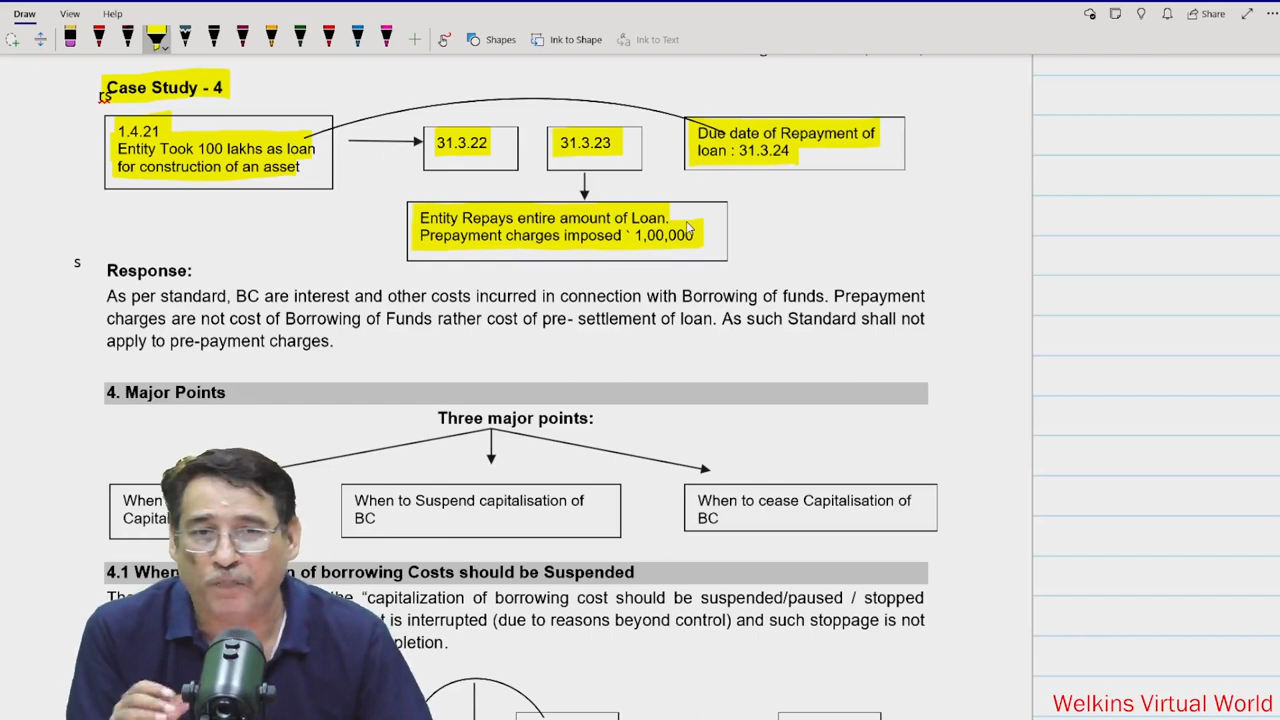 Draw View Help
Share
Shapes Ink to Shape Ink to Text
Case Study - 4
rs
1.4.21
Entity Took 100 lakhs as loan
for construction of an asset
31.3.22
31.3.23
Due date of Repayment of
loan : 31.3.24
Entity Repays entire amount of Loan.
Prepayment charges imposed ` 1,00,000
s
Response:
As per standard, BC are interest and other costs incurred in connection with Borrowing of funds. Prepayment
charges are not cost of Borrowing of Funds rather cost of pre- settlement of loan. As such Standard shall not
apply to pre-payment charges.
4. Major Points
Three major points:
When
Capital
When to Suspend capitalisation of
BC
When to cease Capitalisation of
BC
4.1 When of borrowing Costs should be Suspended
the “capitalization of borrowing cost should be suspended/paused / stopped
is interrupted (due to reasons beyond control) and such stoppage is not
Welkins Virtual World